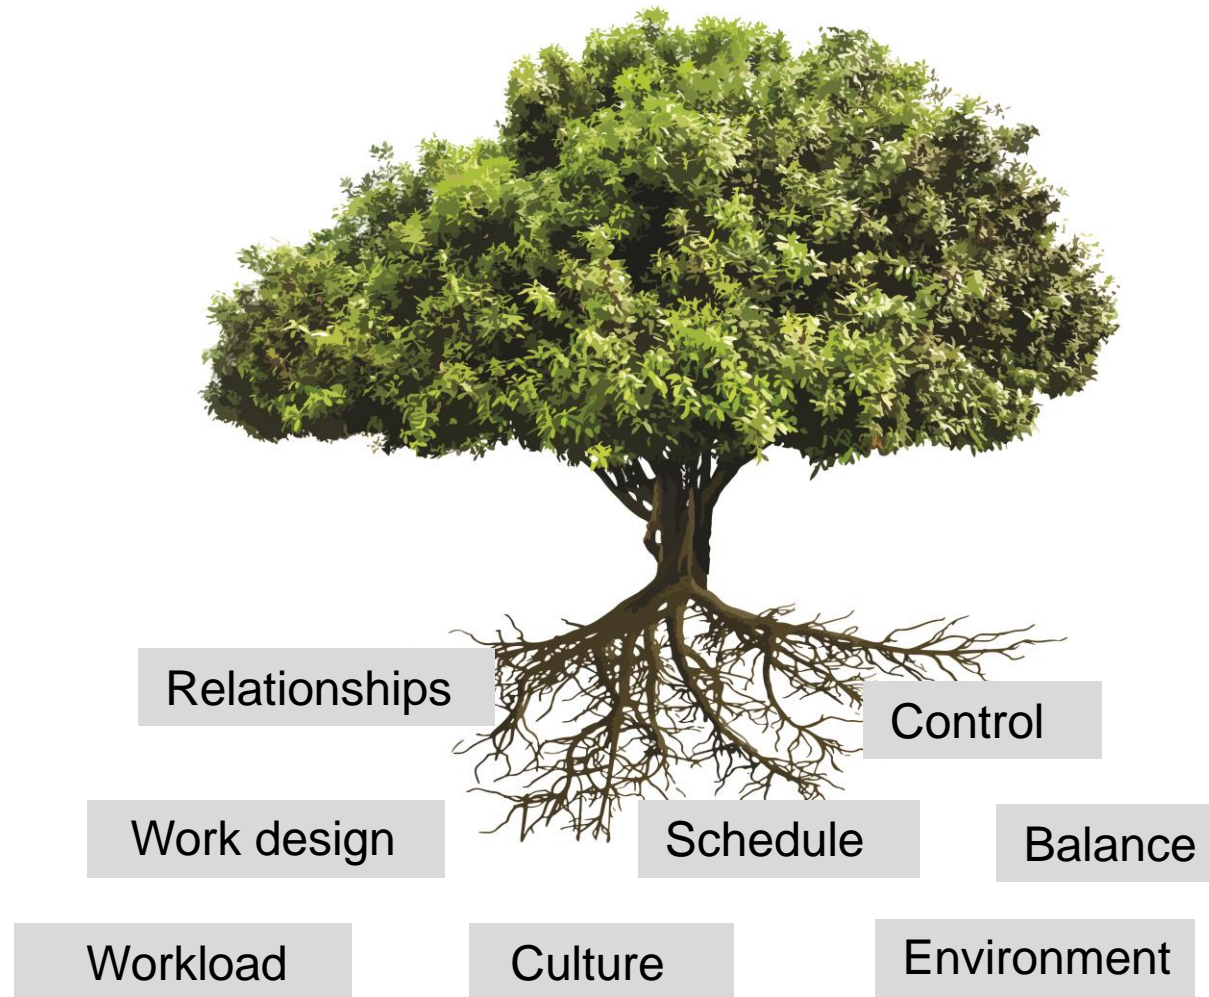 Relationships
Control
Work design
Schedule
Balance
Workload
Culture
Environment